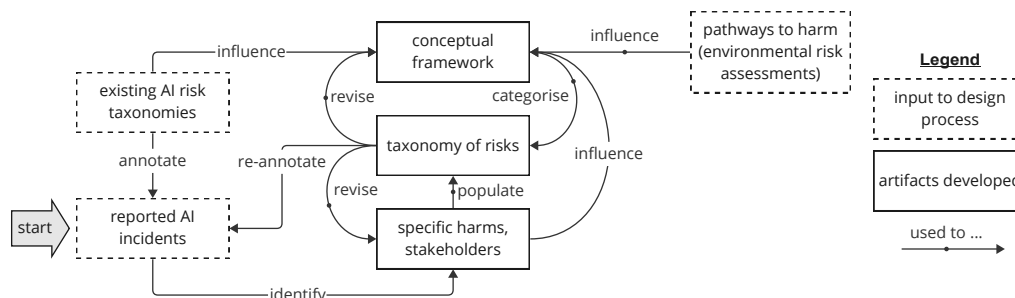 influence
conceptual
framework
influence
pathways to harm
(environmental risk
assessments)
existing AI risk
taxonomies
revise
categorise
annotate
re-annotate
taxonomy of risks
influence
revise
populate
start
reported AI
incidents
specific harms,
stakeholders
identify
Legend
input to design
process
artifacts developed
used to ...